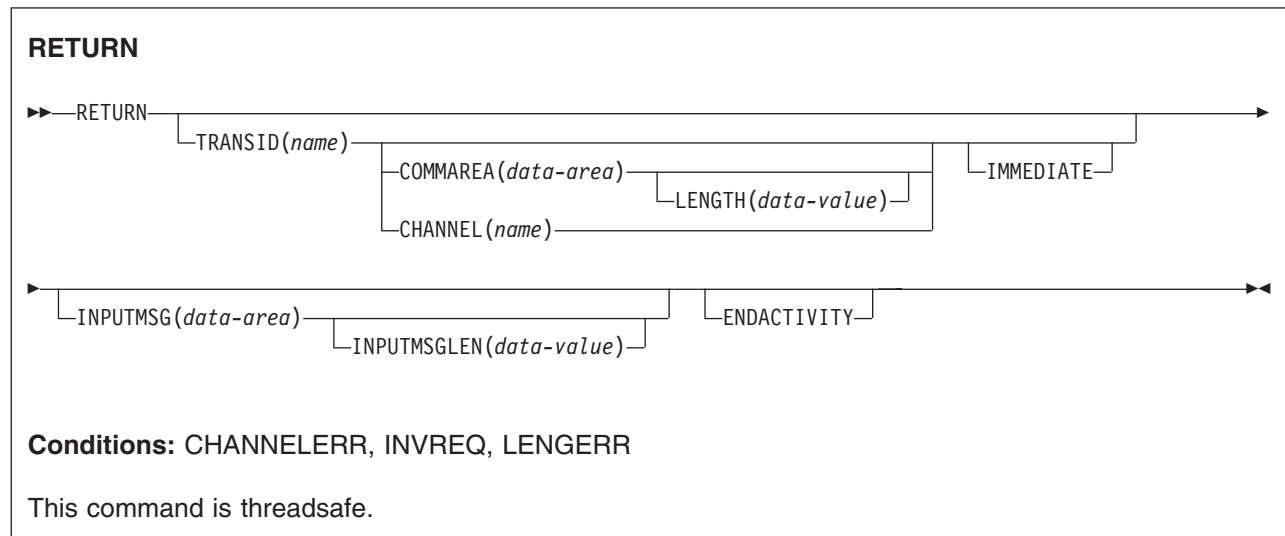 RETURN
RETURN
TRANSID(name)
COMMAREA(data-area)
IMMEDIATE
LENGTH(data-value)
CHANNEL(name)
INPUTMSG(data-area)
ENDACTIVITY
INPUTMSGLEN(data-value)
Conditions: CHANNELERR, INVREQ, LENGERR
This command is threadsafe.